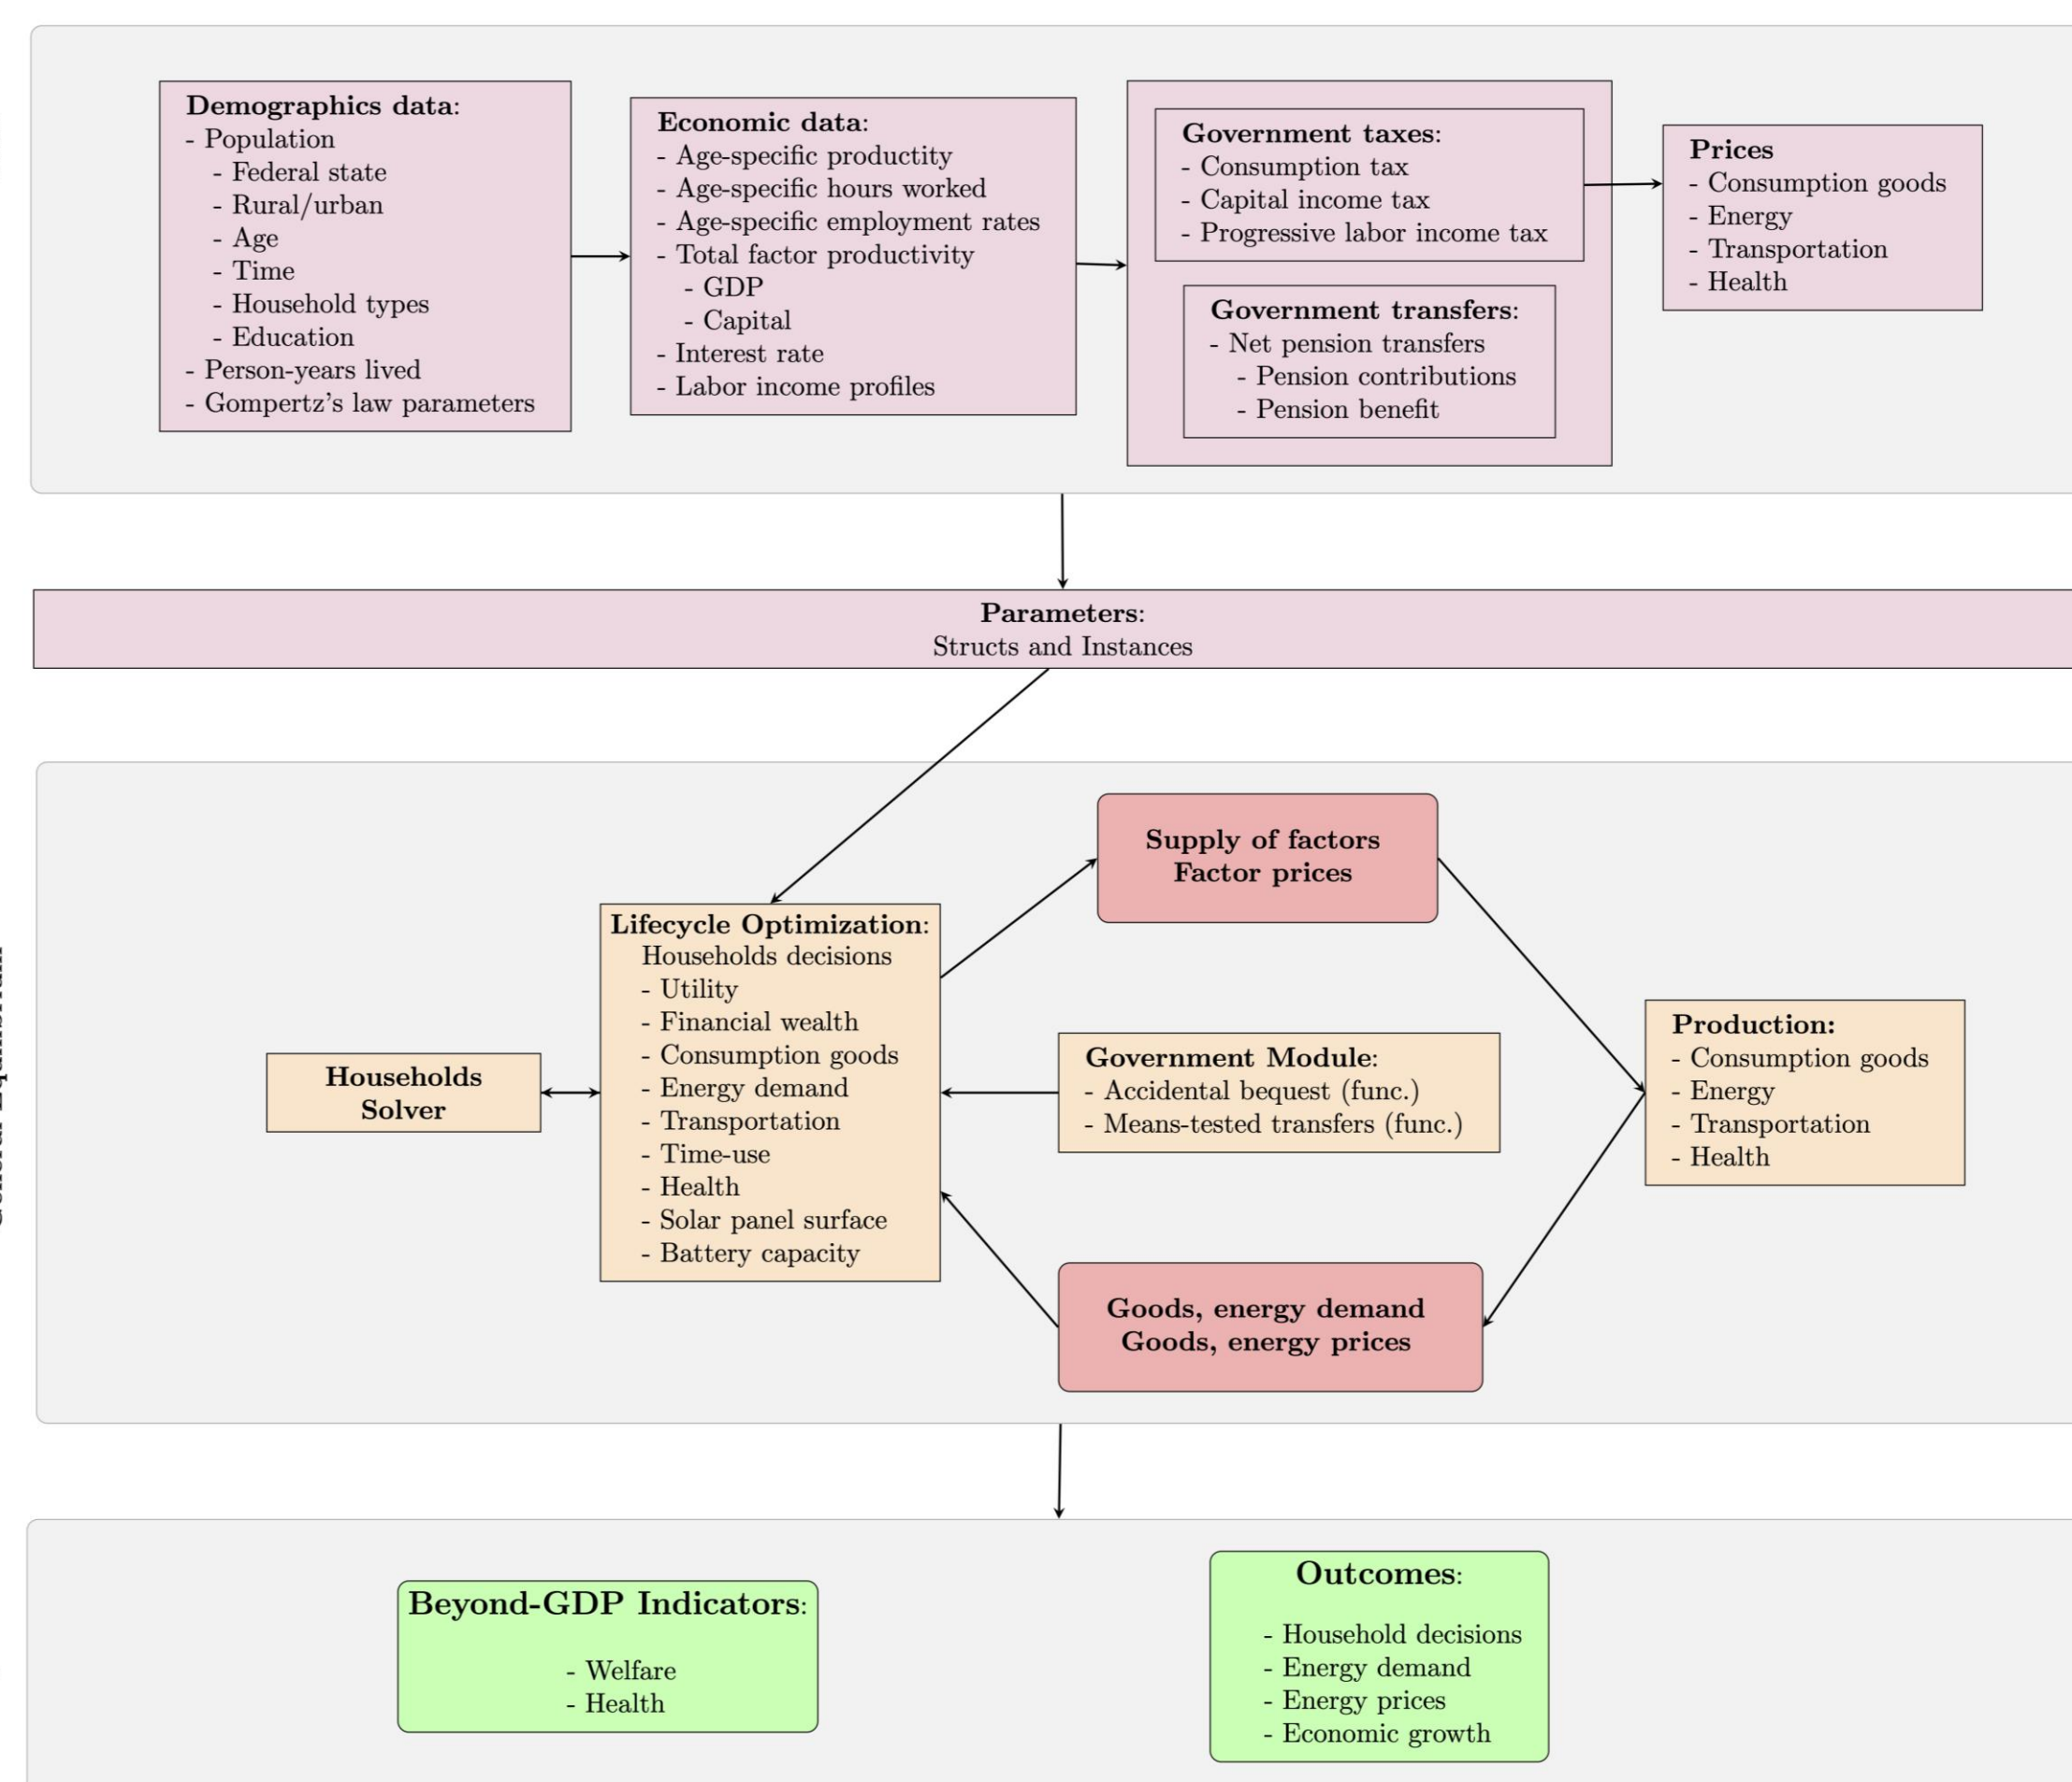 Demographics data:
- Population
- Federal state
- Rural/urban
- Age
- Time
- Household types
- Education
- Person-years lived
- Gompertz's law parameters
Economic data:
- Age-specific productity
- Age-specific hours worked
- Age-specific employment rates
- Total factor productivity
- GDP
- Capital
- Interest rate
- Labor income profiles
Government taxes:
- Consumption tax
- Capital income tax
- Progressive labor income tax
Government transfers:
- Net pension transfers
- Pension contributions
- Pension benefit
Prices
- Consumption goods
- Energy
- Transportation
- Health
Parameters:
Structs and Instances
Supply of factors
Factor prices
Lifecycle Optimization:
Households decisions
- Utility
- Financial wealth
- Consumption goods
- Energy demand
- Transportation
- Time-use
- Health
- Solar panel surface
- Battery capacity
Households
Solver
Government Module:
- Accidental bequest (func.)
- Means-tested transfers (func.)
Production:
- Consumption goods
- Energy
- Transportation
- Health
Goods, energy demand
Goods, energy prices
Beyond-GDP Indicators:
- Welfare
- Health
Outcomes:
- Household decisions
- Energy demand
- Energy prices
- Economic growth